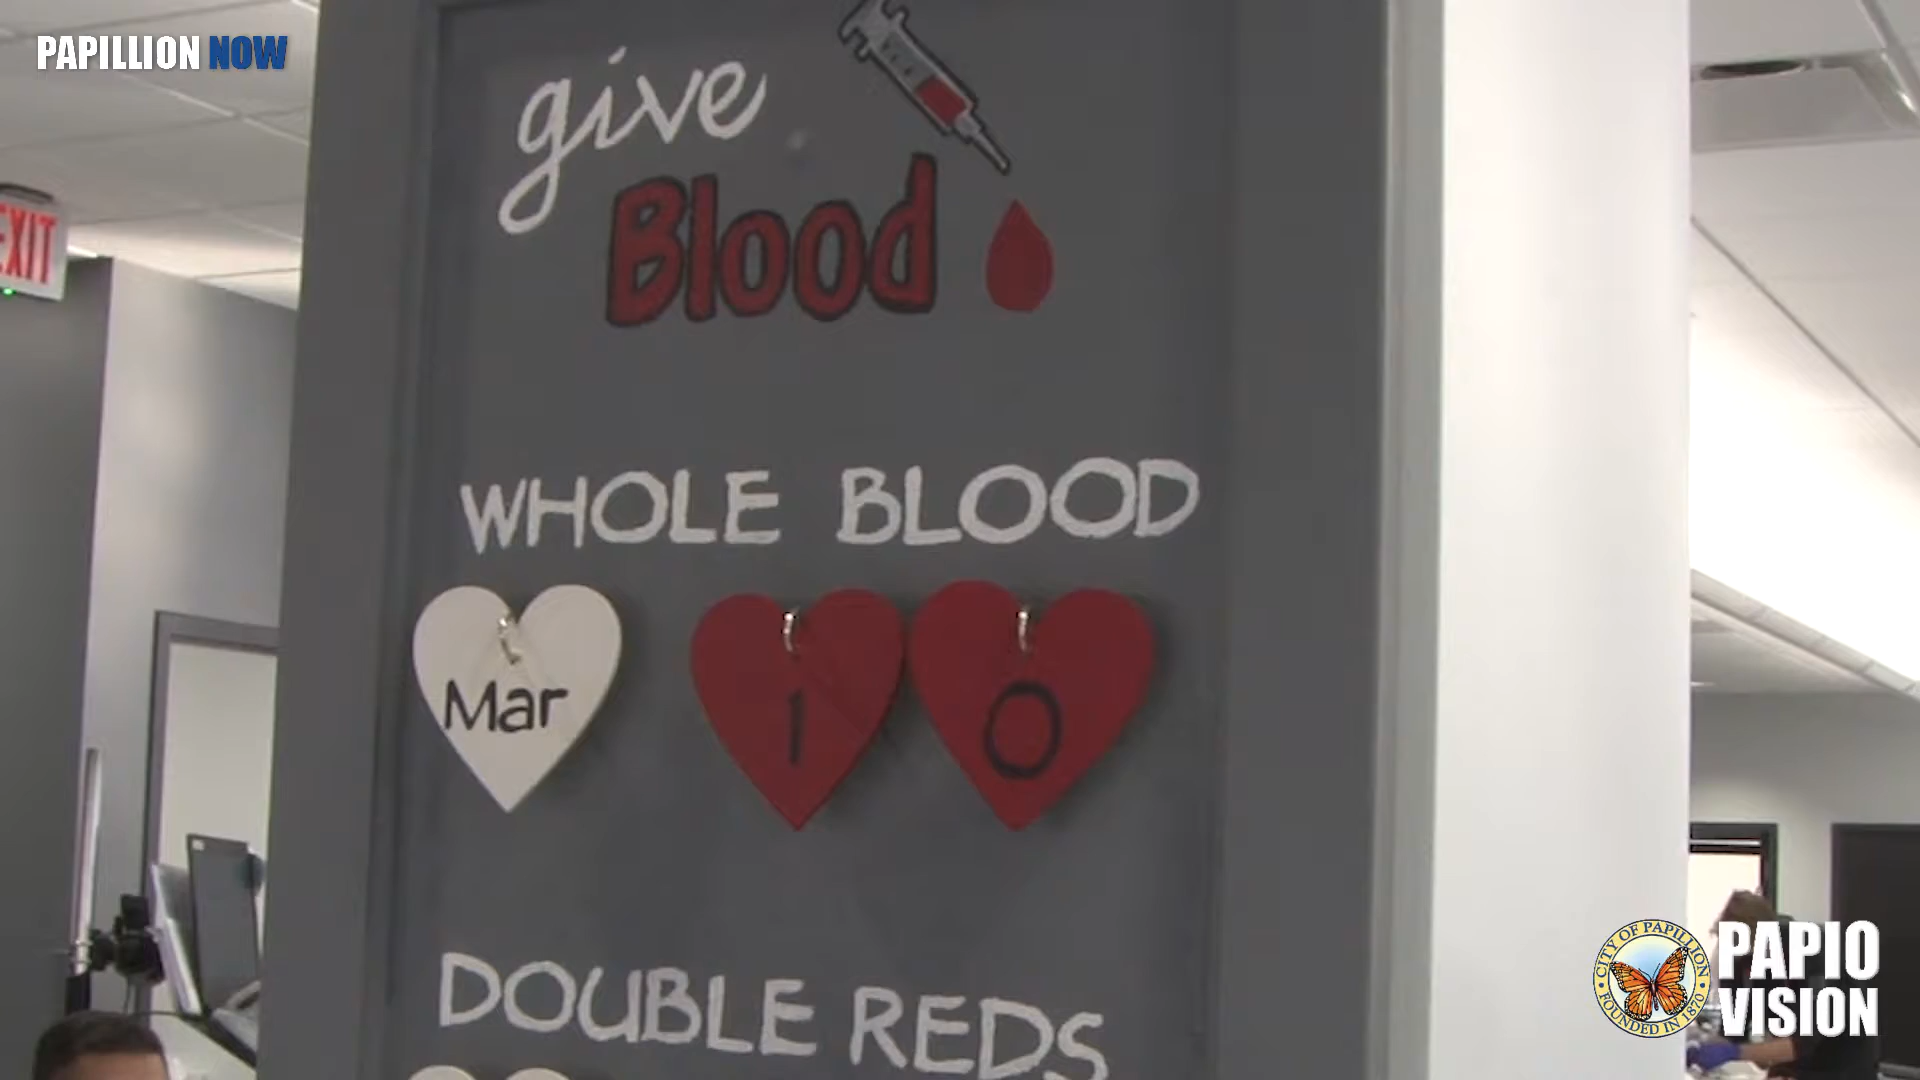 PAPILLION NOW
give
Blood
EXIT
WHOLE BLOOD
Mar 1 0
DOUBLE REDS
CITY OF PAPILLION
FOUNDED IN 1870
PAPIO
VISION